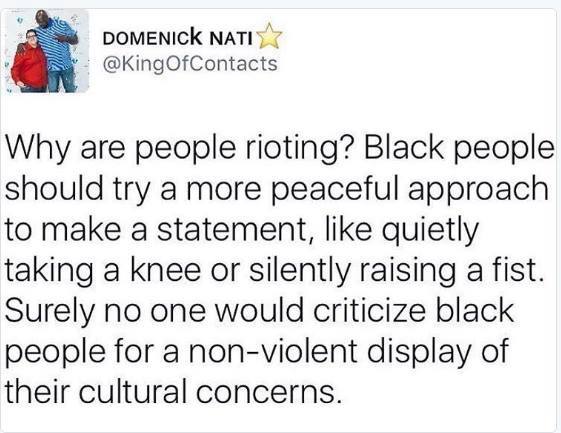 DOMENICK NATI⭐
@KingOfContacts
Why are people rioting? Black people
should try a more peaceful approach
to make a statement, like quietly
taking a knee or silently raising a fist.
Surely no one would criticize black
people for a non-violent display of
their cultural concerns.